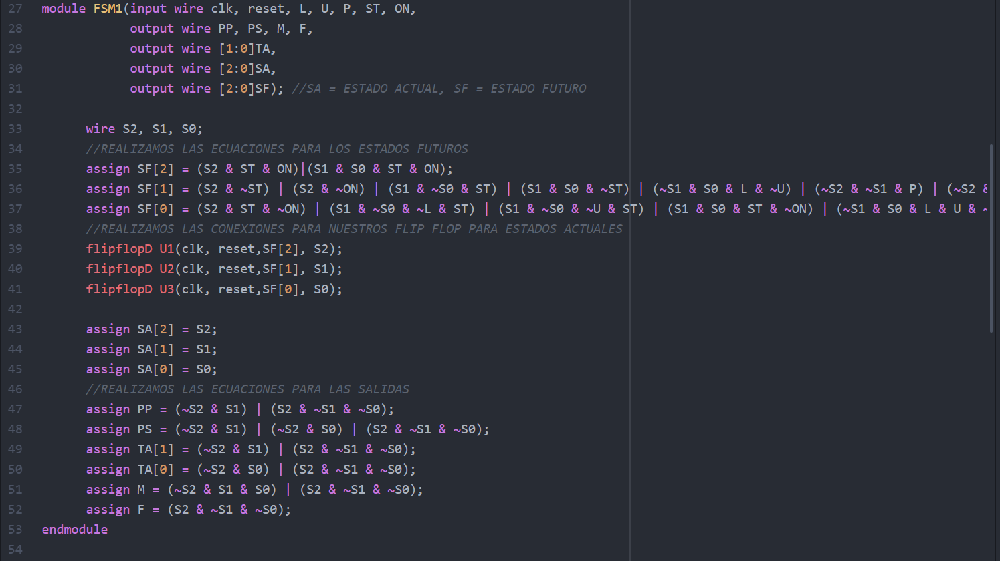 27 module FSM1(input wire clk, reset, L, U, P, ST, ON,
28 output wire PP, PS, M, F,
29 output wire [1:0]TA,
30 output wire [2:0]SA,
31 output wire [2:0]SF); //SA = ESTADO ACTUAL, SF = ESTADO FUTURO
32
33 wire S2, S1, S0;
34 //REALIZAMOS LAS ECUACIONES PARA LOS ESTADOS FUTUROS
35 assign SF[2] = (S2 & ST & ON)|(S1 & S0 & ST & ON);
36 assign SF[1] = (S2 & ~ST) | (S2 & ~ON) | (S1 & ~S0 & ST) | (S1 & S0 & ~ST) | (~S1 & S0 & L & ~U) | (~S2 & ~S1 & P) | (~S2 &
37 assign SF[0] = (S2 & ST & ~ON) | (S1 & ~S0 & ~L & ST) | (S1 & ~S0 & ~U & ST) | (S1 & S0 & ST & ~ON) | (~S1 & S0 & L & U & ~
38 //REALIZAMOS LAS CONEXIONES PARA NUESTROS FLIP FLOP PARA ESTADOS ACTUALES
39 flipflopD U1(clk, reset,SF[2], S2);
40 flipflopD U2(clk, reset,SF[1], S1);
41 flipflopD U3(clk, reset,SF[0], S0);
42
43 assign SA[2] = S2;
44 assign SA[1] = S1;
45 assign SA[0] = S0;
46 //REALIZAMOS LAS ECUACIONES PARA LAS SALIDAS
47 assign PP = (~S2 & S1) | (S2 & ~S1 & ~S0);
48 assign PS = (~S2 & S1) | (~S2 & S0) | (S2 & ~S1 & ~S0);
49 assign TA[1] = (~S2 & S1) | (S2 & ~S1 & ~S0);
50 assign TA[0] = (~S2 & S0) | (S2 & ~S1 & ~S0);
51 assign M = (~S2 & S1 & S0) | (S2 & ~S1 & ~S0);
52 assign F = (S2 & ~S1 & ~S0);
53 endmodule
54